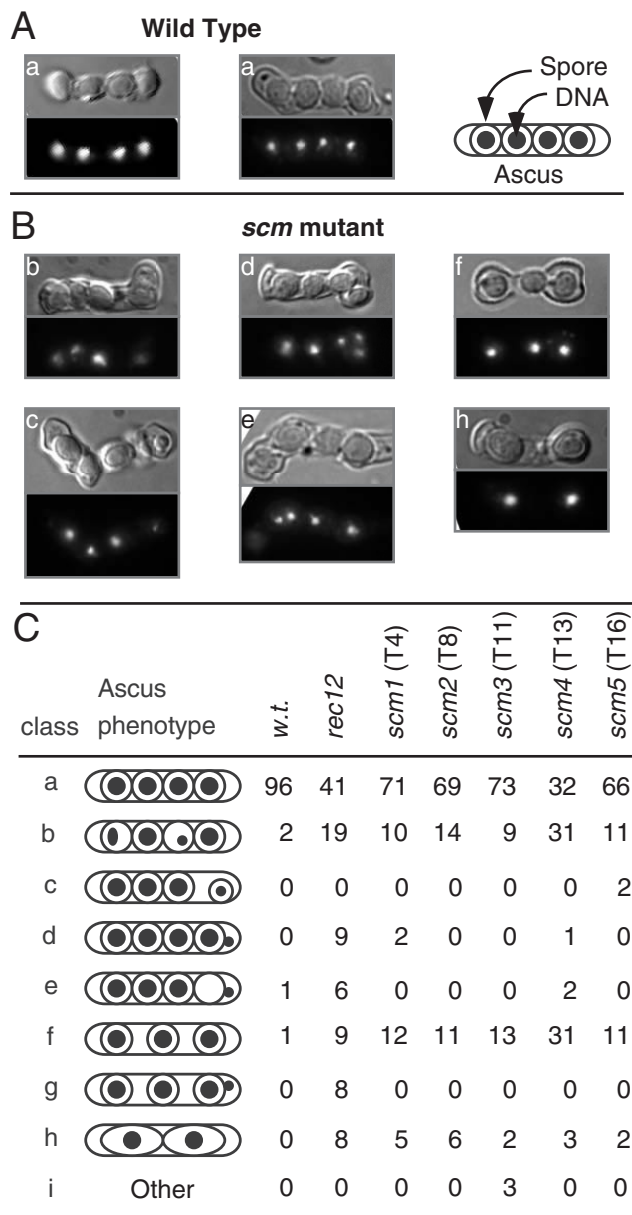 A
Wild Type
a
a
Spore
DNA
Ascus
B
scm mutant
b
d
f
c
e
h
C
class
Ascus phenotype
w.t.
rec12
scm1 (T4)
scm2 (T8)
scm3 (T11)
scm4 (T13)
scm5 (T16)
a 96 41 71 69 73 32 66
b 2 19 10 14 9 31 11
c 0 0 0 0 0 0 2
d 0 9 2 0 0 1 0
e 1 6 0 0 0 2 0
f 1 9 12 11 13 31 11
g 0 8 0 0 0 0 0
h 0 8 5 6 2 3 2
i Other 0 0 0 0 3 0 0